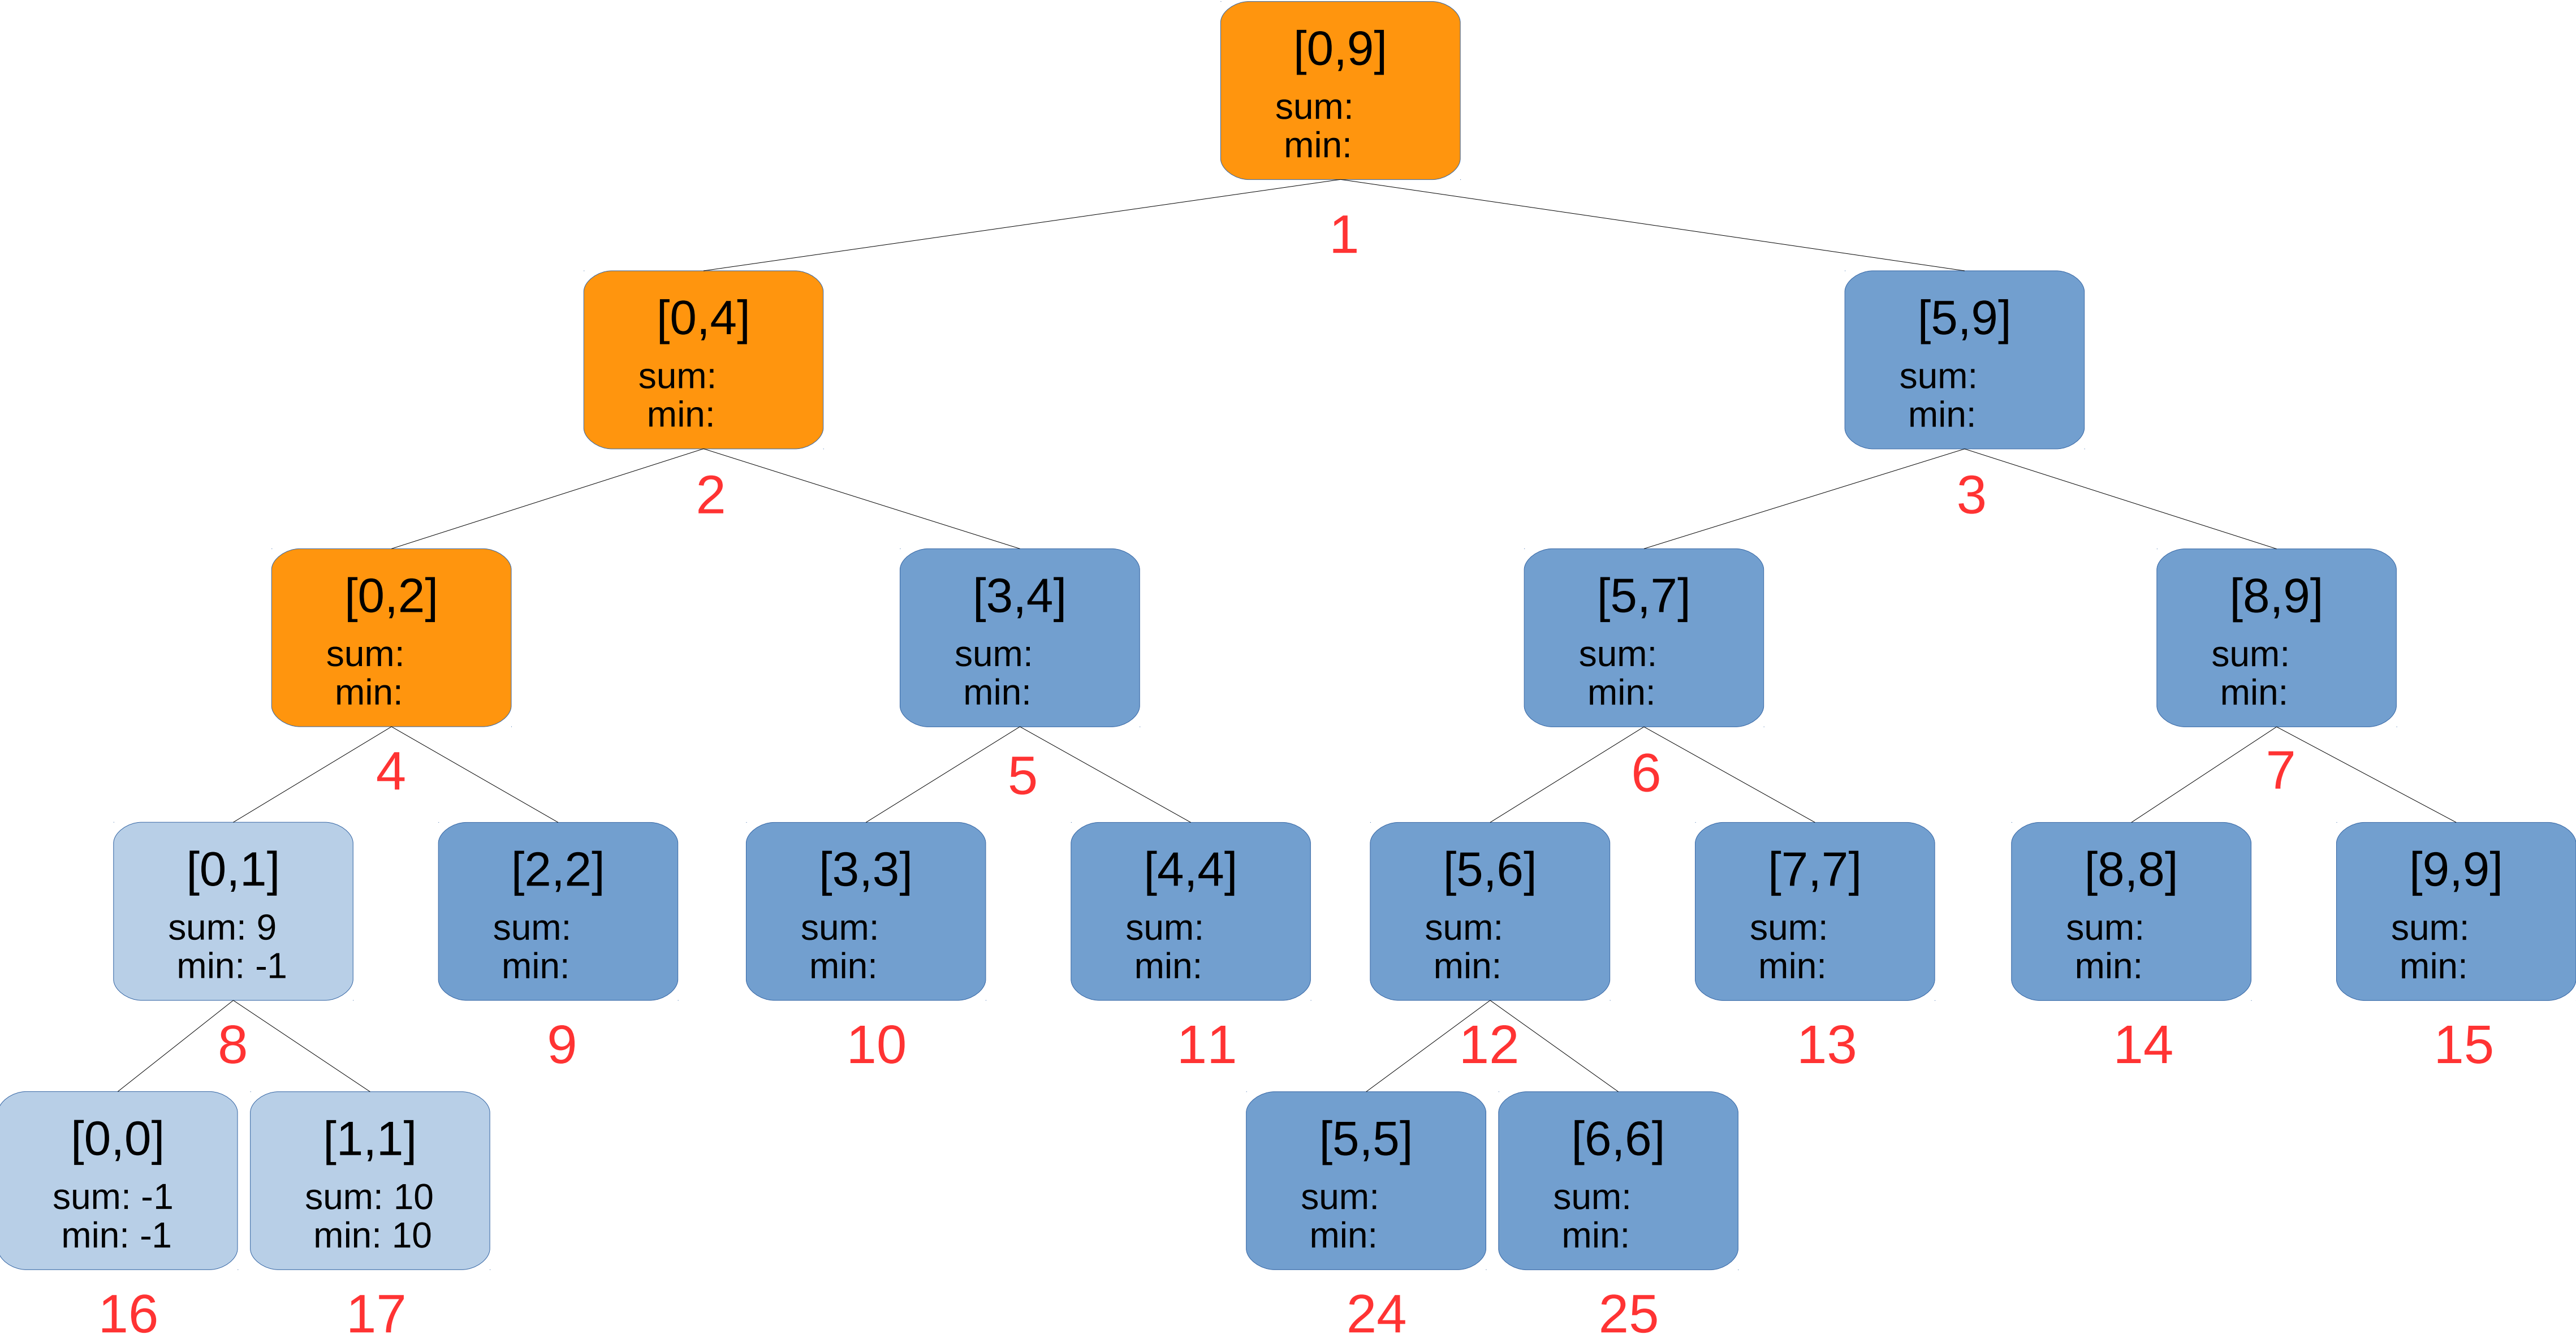 [0,9]
sum:
min:
1
[0,4]
sum:
min:
[5,9]
sum:
min:
2
3
[0,2]
sum:
min:
[3,4]
sum:
min:
[5,7]
sum:
min:
[8,9]
sum:
min:
4
5
6
7
[0,1]
sum: 9
min: -1
[2,2]
sum:
min:
[3,3]
sum:
min:
[4,4]
sum:
min:
[5,6]
sum:
min:
[7,7]
sum:
min:
[8,8]
sum:
min:
[9,9]
sum:
min:
8
9
10
11
12
13
14
15
[0,0]
sum: -1
min: -1
[1,1]
sum: 10
min: 10
[5,5]
sum:
min:
[6,6]
sum:
min:
16
17
24
25